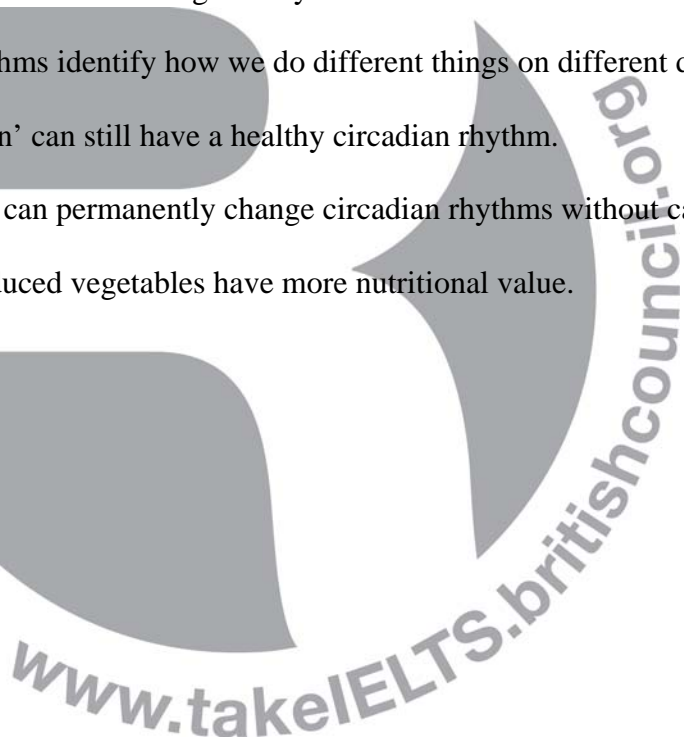 hms identify how we do different things on different
n’ can still have a healthy circadian rhythm.
can permanently change circadian rhythms without
uced vegetables have more nutritional value.
www.takeIELTS.britishcouncil.org